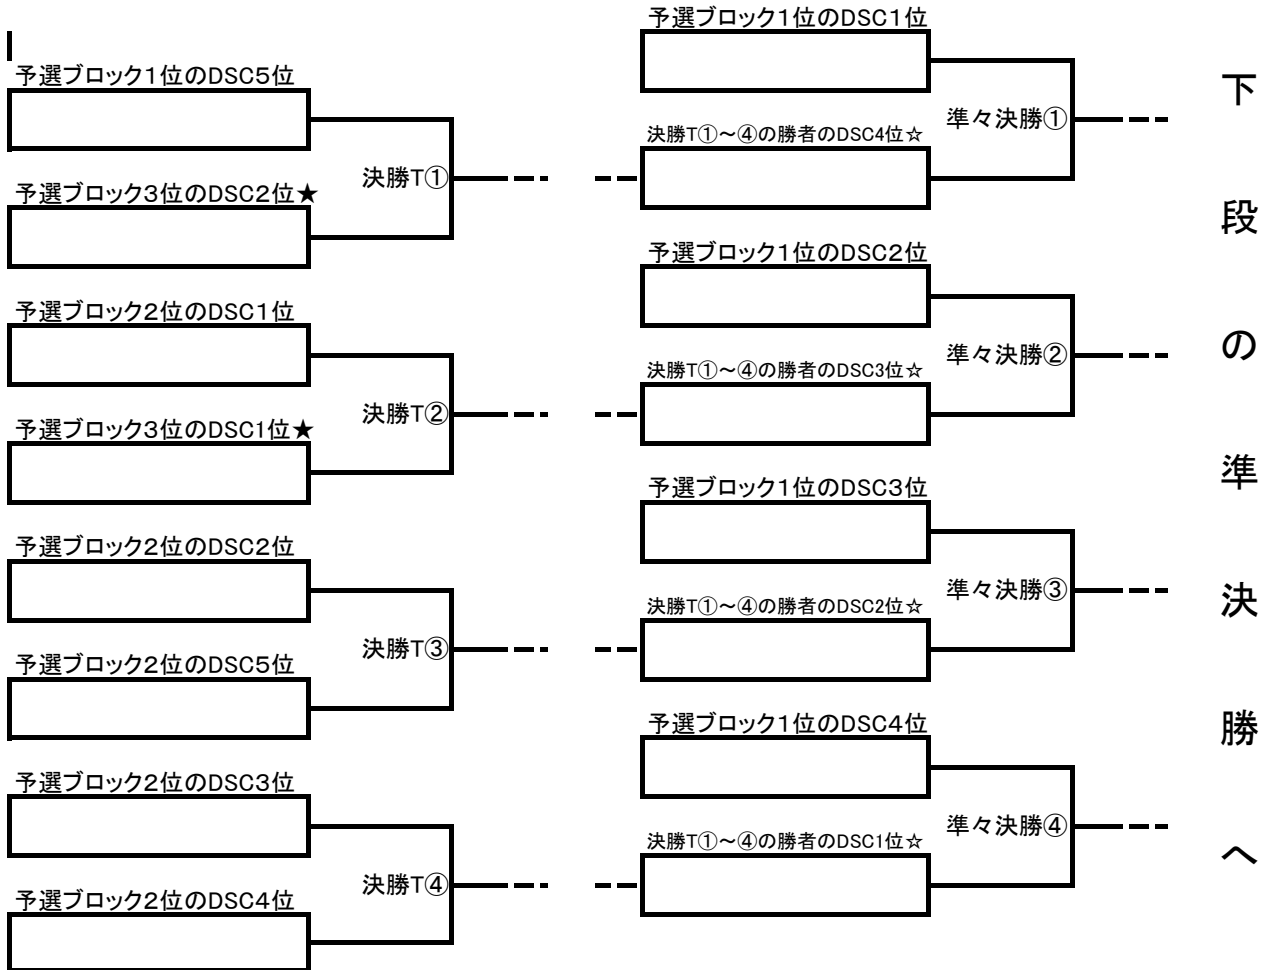 予選ブロック1位のDSC5位
決勝T①
予選ブロック3位のDSC2位★
予選ブロック2位のDSC1位
決勝T②
予選ブロック3位のDSC1位★
予選ブロック2位のDSC2位
決勝T③
予選ブロック2位のDSC5位
予選ブロック2位のDSC3位
決勝T④
予選ブロック2位のDSC4位
予選ブロック1位のDSC1位
準々決勝①
決勝T①~④の勝者のDSC4位☆
予選ブロック1位のDSC2位
準々決勝②
決勝T①~④の勝者のDSC3位☆
予選ブロック1位のDSC3位
準々決勝③
決勝T①~④の勝者のDSC2位☆
予選ブロック1位のDSC4位
準々決勝④
決勝T①~④の勝者のDSC1位☆
下段の準決勝へ